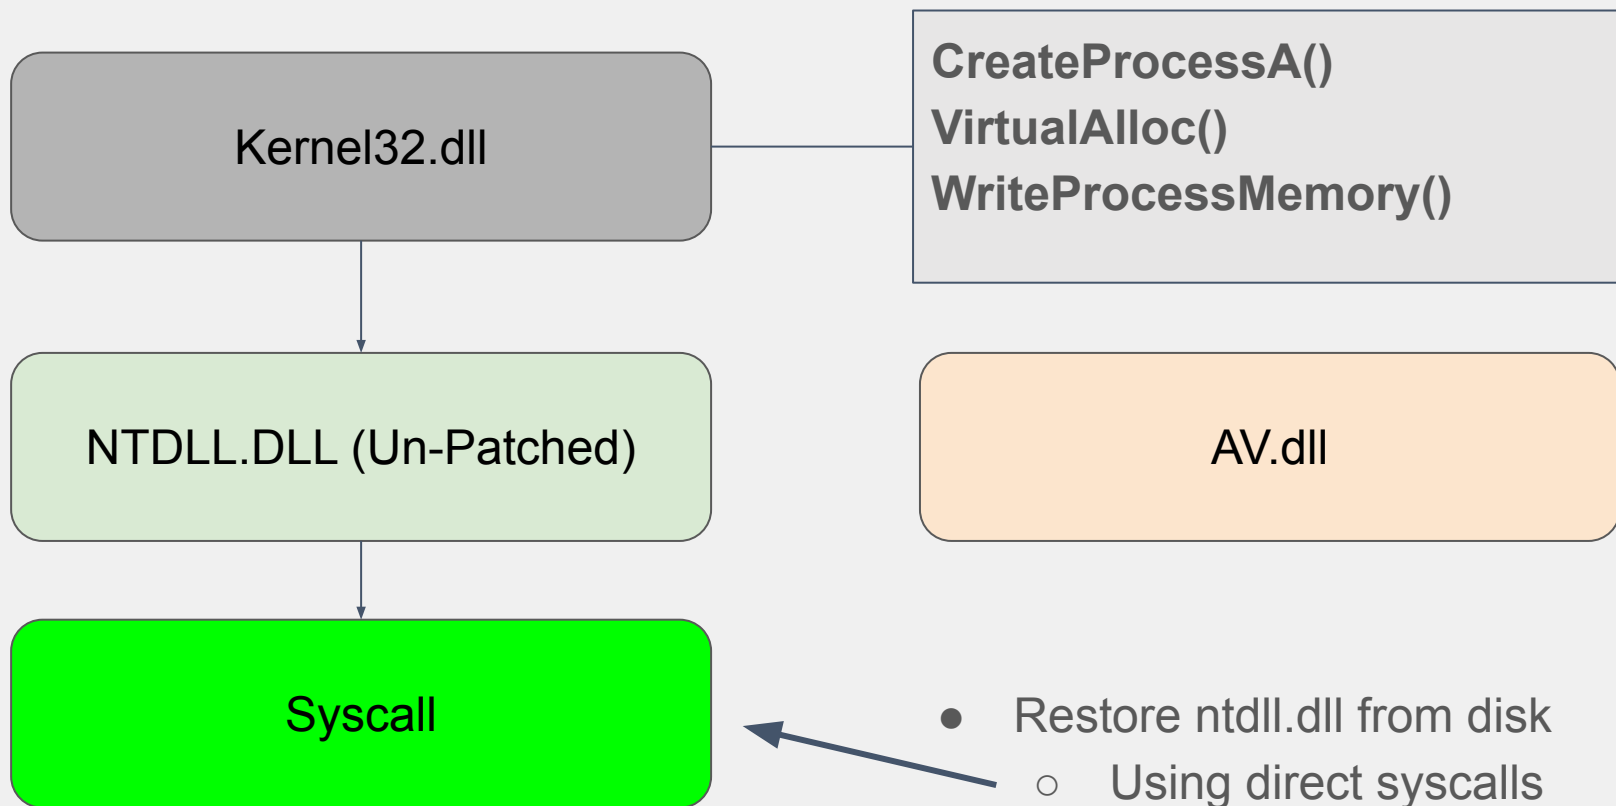 Kernel32.dll
CreateProcessA()
VirtualAlloc()
WriteProcessMemory()
NTDLL.DLL (Un-Patched)
AV.dll
Syscall
● Restore ntdll.dll from disk
○ Using direct syscalls